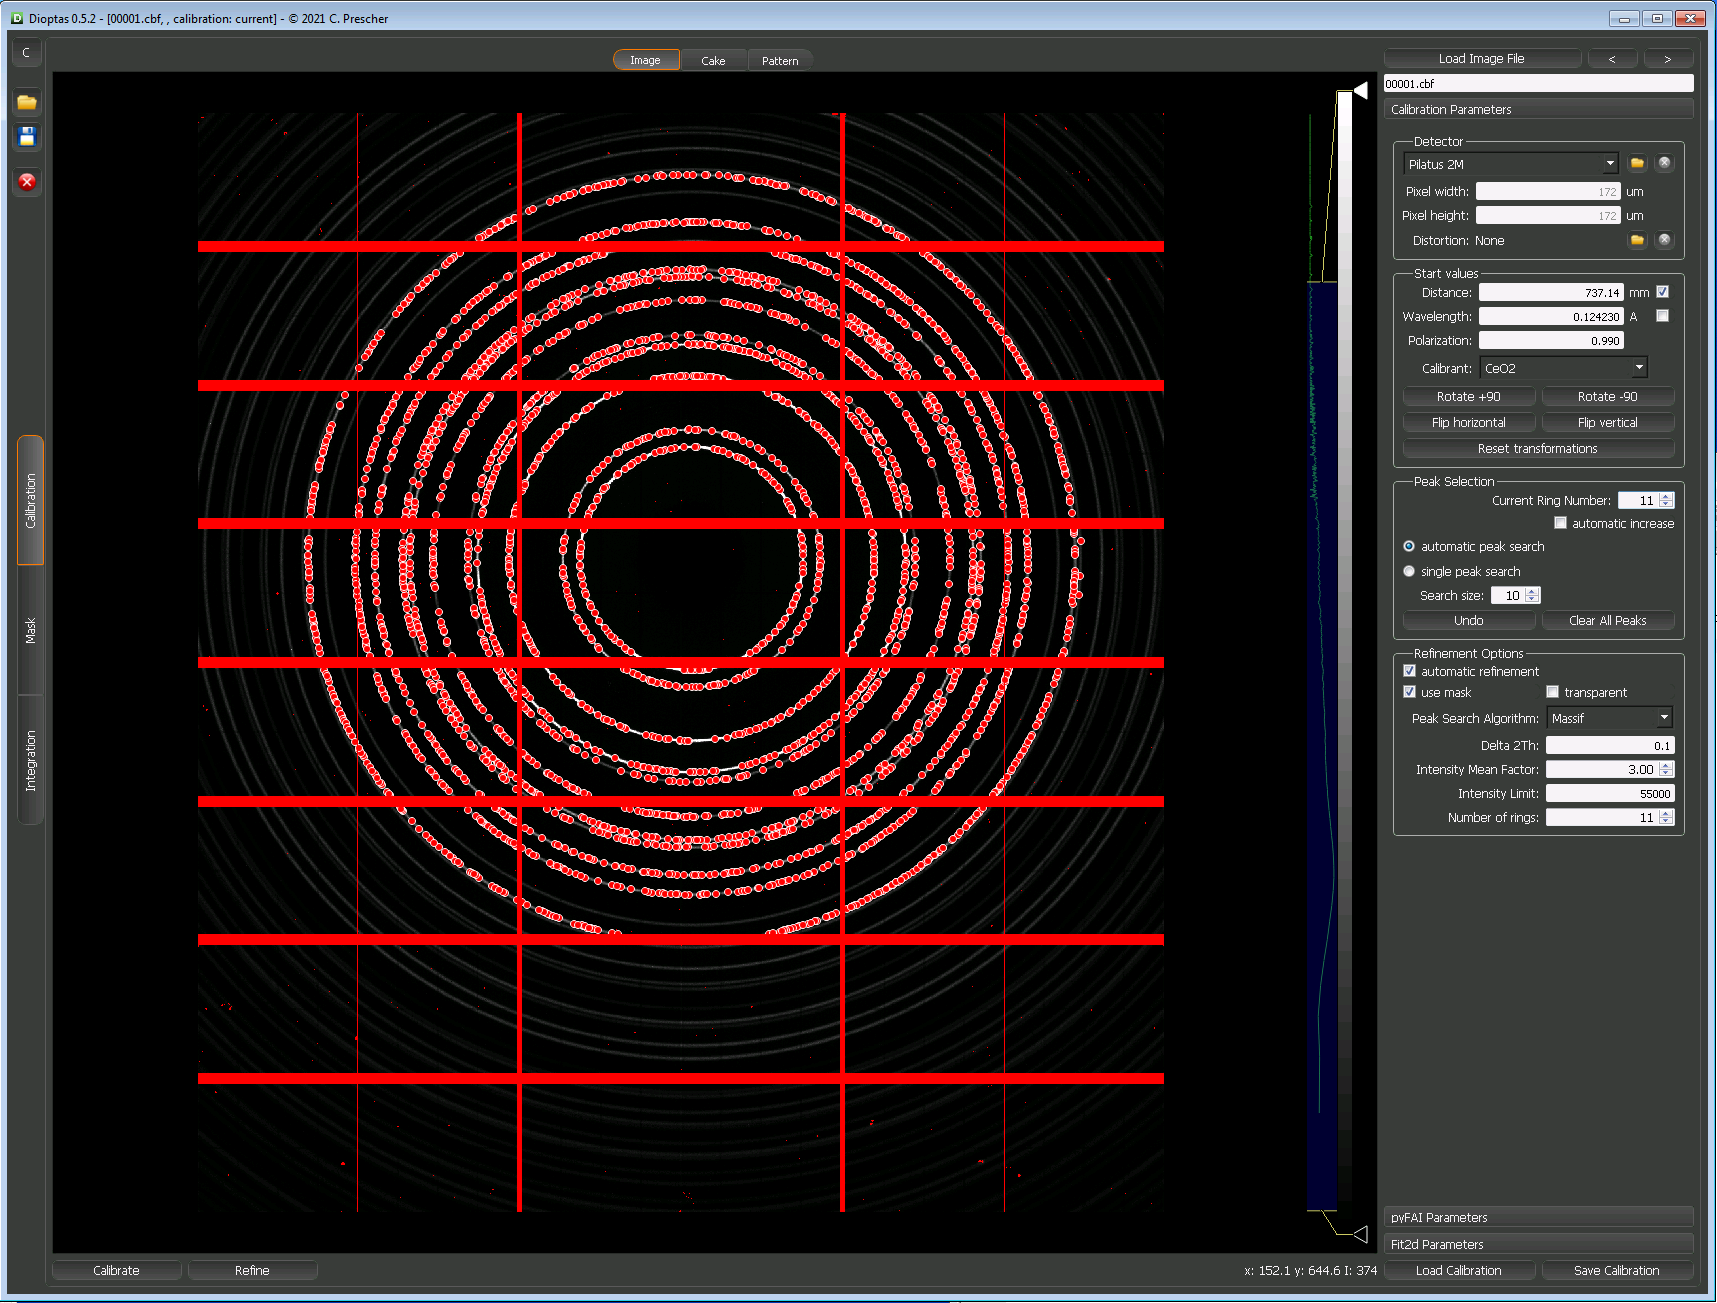 Dioptas 0.5.2 - [00001.cbf, , calibration: current] - © 2021 C. Prescher
C
Image
Cake
Pattern
Load Image File
<
>
00001.cbf
Calibration Parameters
Detector
Pilatus 2M
Pixel width: 172 um
Pixel height: 172 um
Distortion: None
Start values
Distance: 737.14 mm
Wavelength: 0.124230 A
Polarization: 0.990
Calibrant: CeO2
Rotate +90
Rotate -90
Flip horizontal
Flip vertical
Reset transformations
Peak Selection
Current Ring Number: 11
automatic increase
automatic peak search
single peak search
Search size: 10
Undo
Clear All Peaks
Refinement Options
automatic refinement
use mask
transparent
Peak Search Algorithm: Massif
Delta 2Th: 0.1
Intensity Mean Factor: 3.00
Intensity Limit: 55000
Number of rings: 11
Calibration
Mask
Integration
pyFAI Parameters
Fit2d Parameters
Calibrate
Refine
x: 152.1 y: 644.6 I: 374
Load Calibration
Save Calibration